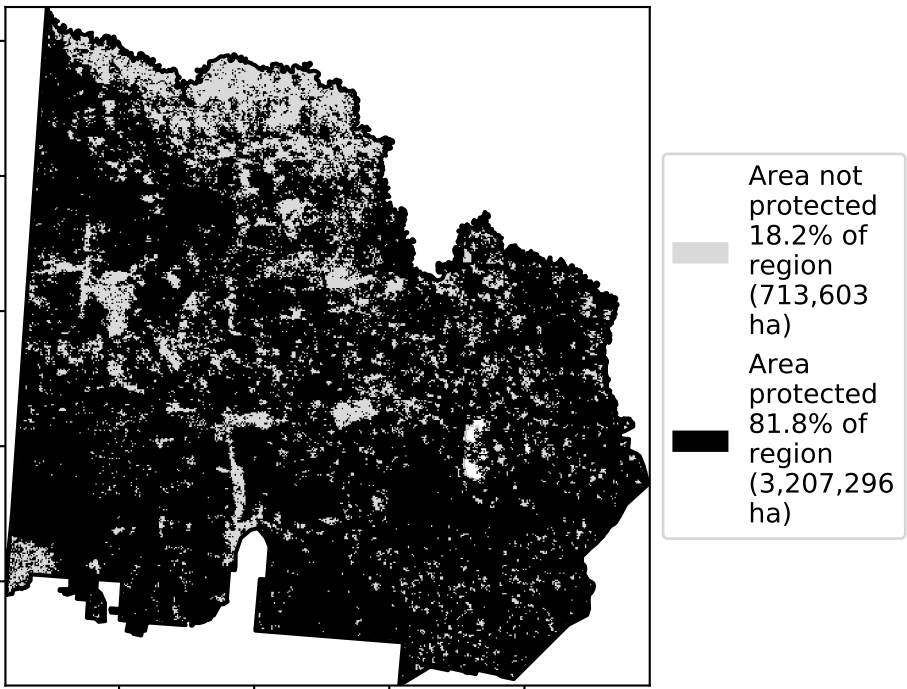 Area not
protected
18.2% of
region
(713,603
ha)
Area
protected
81.8% of
region
(3,207,296
ha)